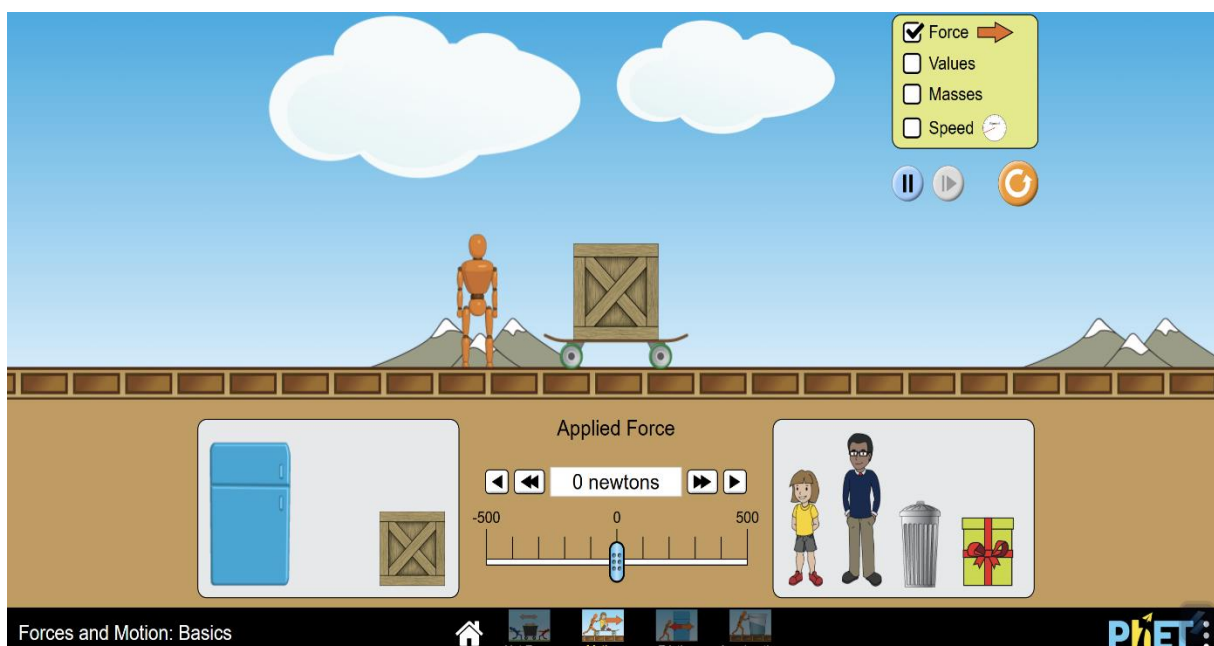 Force
Values
Masses
Speed
Applied Force
0 newtons
-500 0 500
Forces and Motion: Basics
PhET